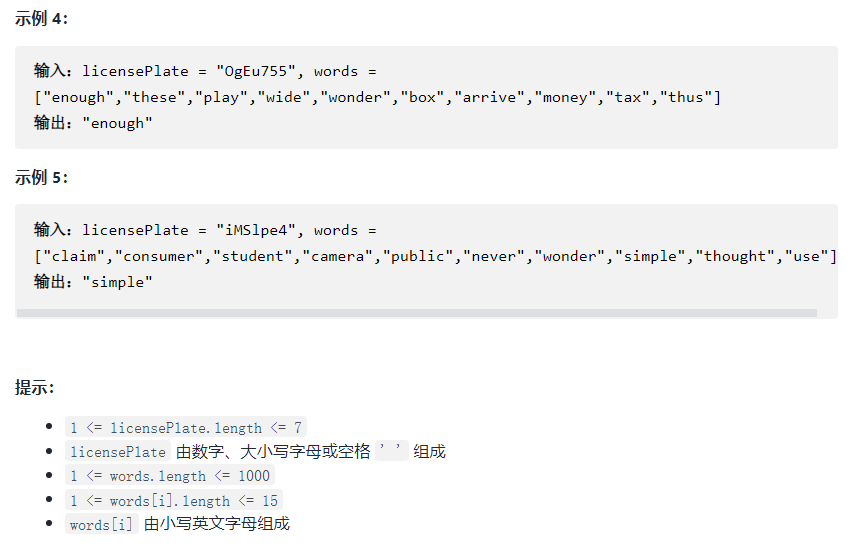 示例 4：
输入：licensePlate = "OgEu755", words =
["enough","these","play","wide","wonder","box","arrive","money","tax","thus"]
输出："enough"
示例 5：
输入：licensePlate = "iMSlpe4", words =
["claim","consumer","student","camera","public","never","wonder","simple","thought","use"]
输出："simple"
提示：
1 <= licensePlate.length <= 7
licensePlate 由数字、大小写字母或空格 ' ' 组成
1 <= words.length <= 1000
1 <= words[i].length <= 15
words[i] 由小写英文字母组成